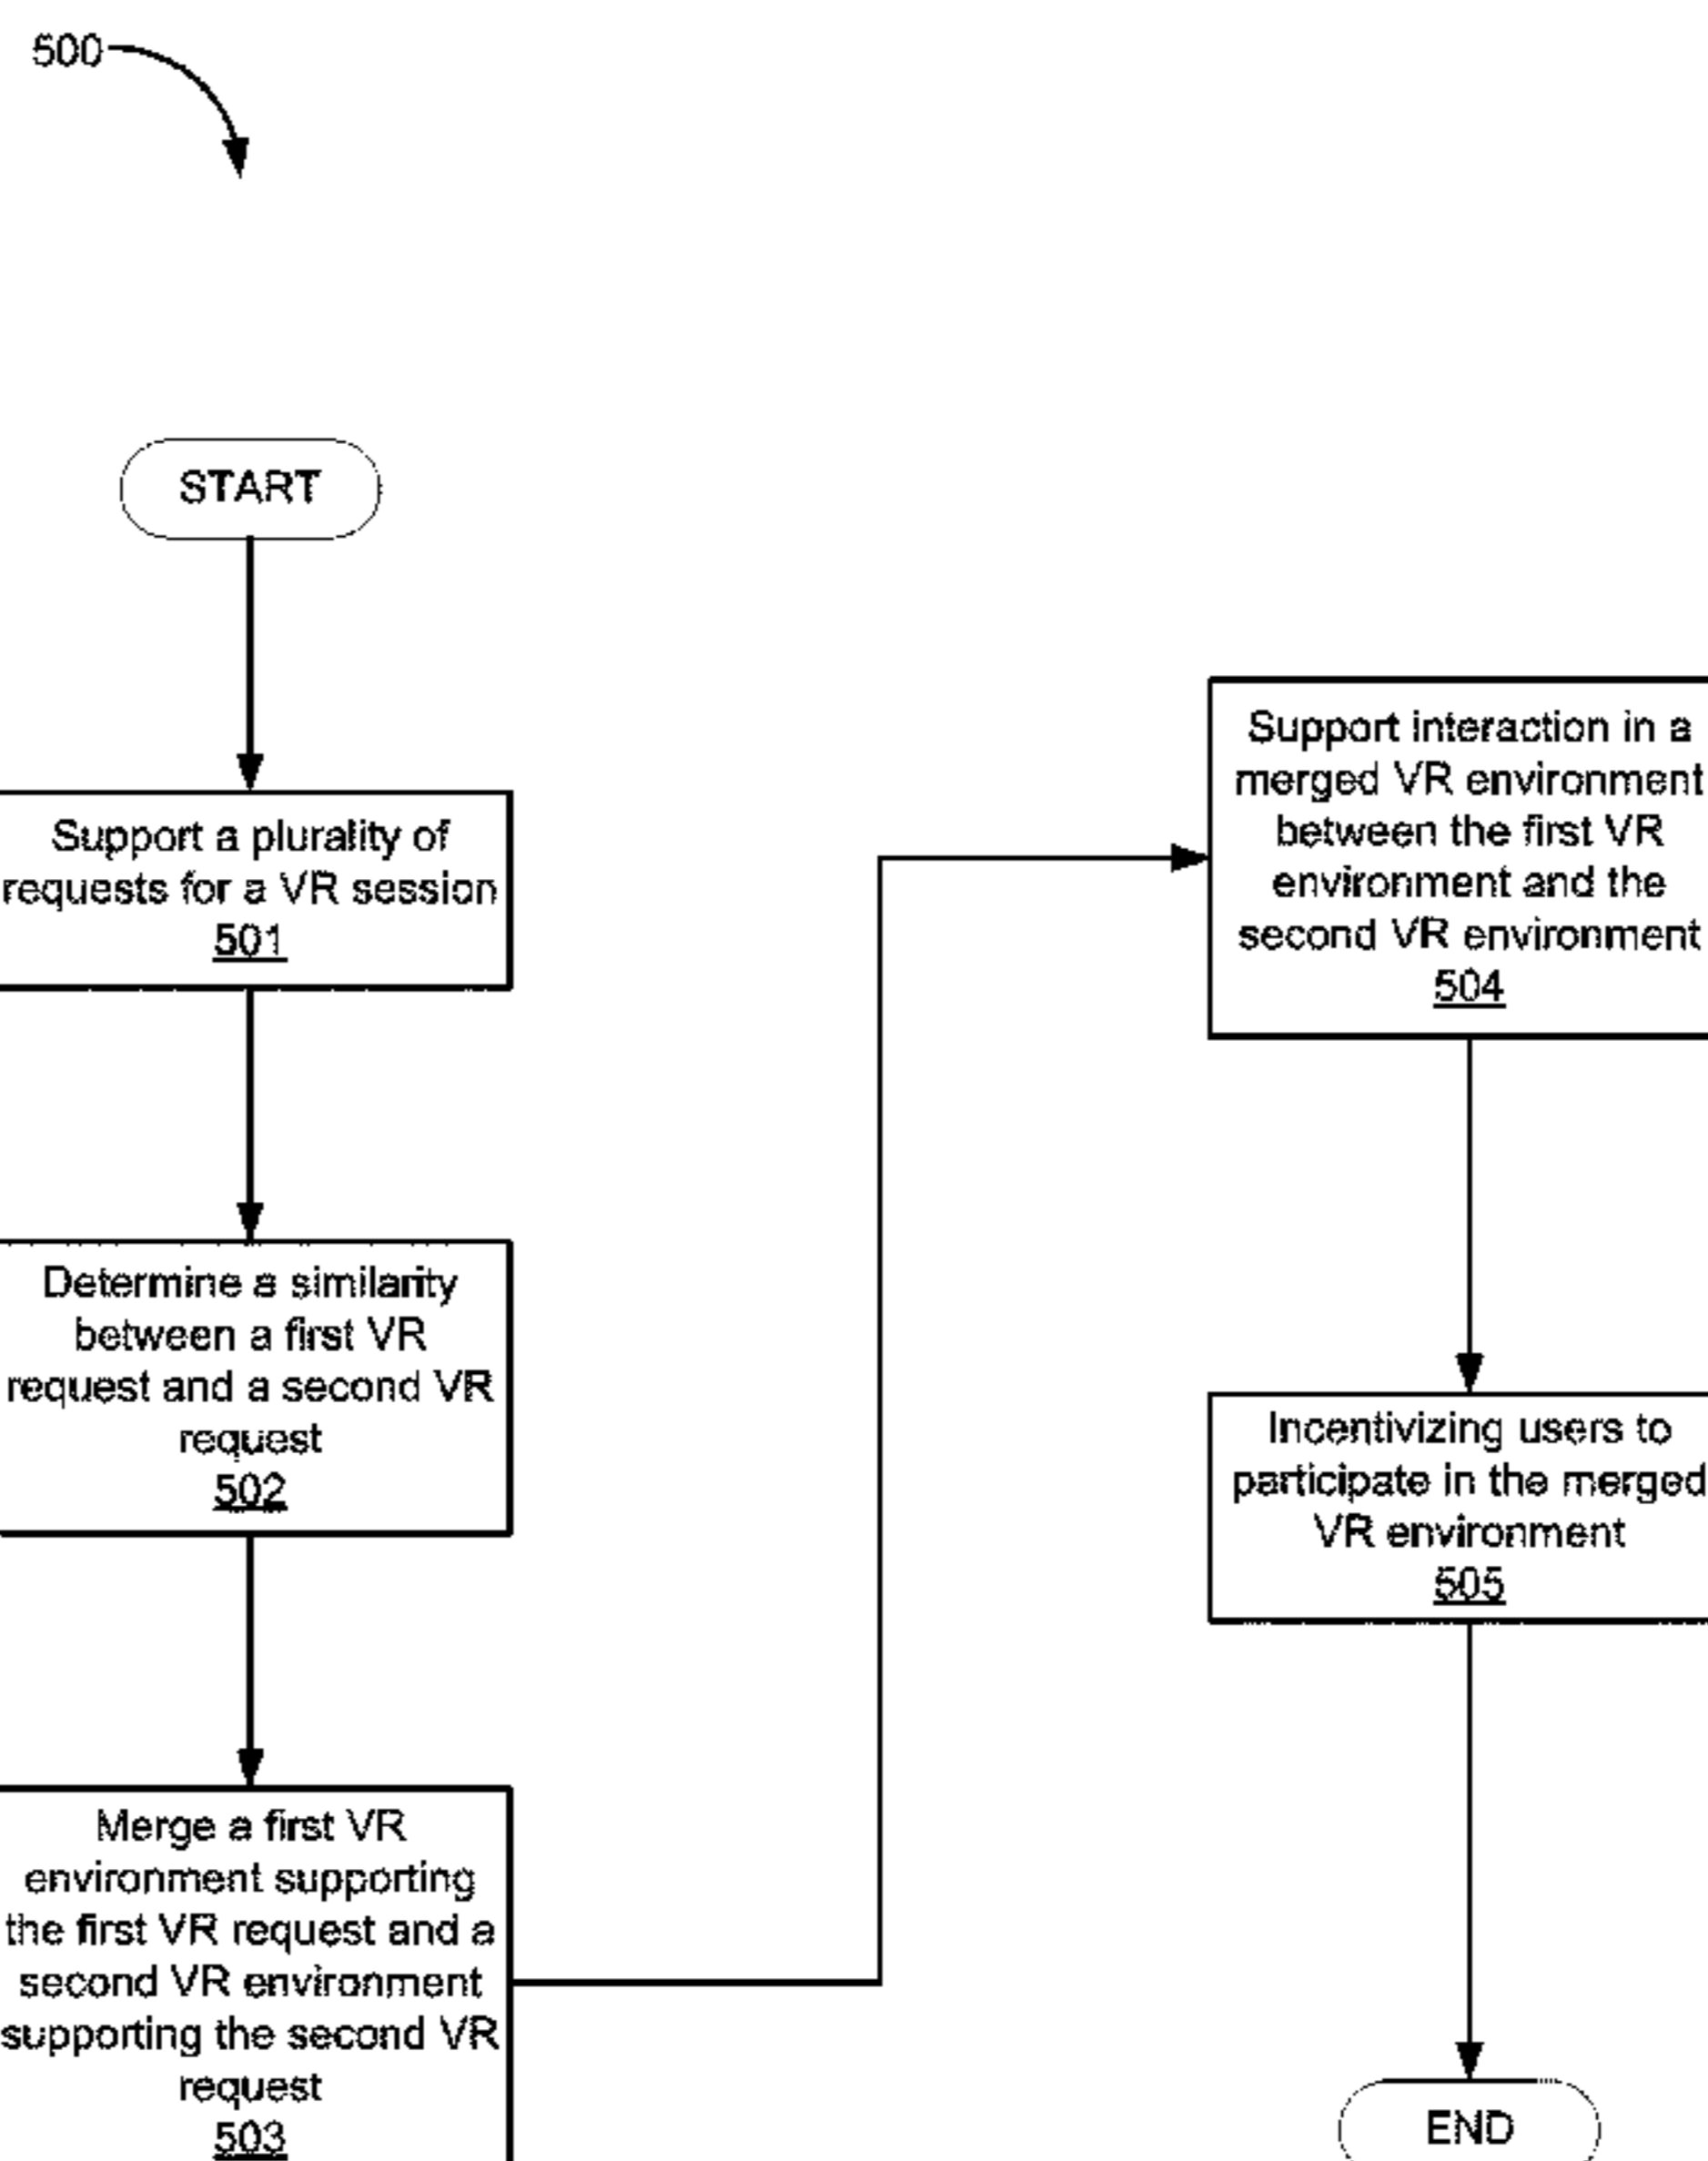 500
START
Support a plurality of
requests for a VR session
501
Determine a similarity
between a first VR
request and a second VR
request
502
Merge a first VR
environment supporting
the first VR request and a
second VR environment
supporting the second VR
request
503
Support interaction in a
merged VR environment
between the first VR
environment and the
second VR environment
504
Incentivizing users to
participate in the merged
VR environment
505
END